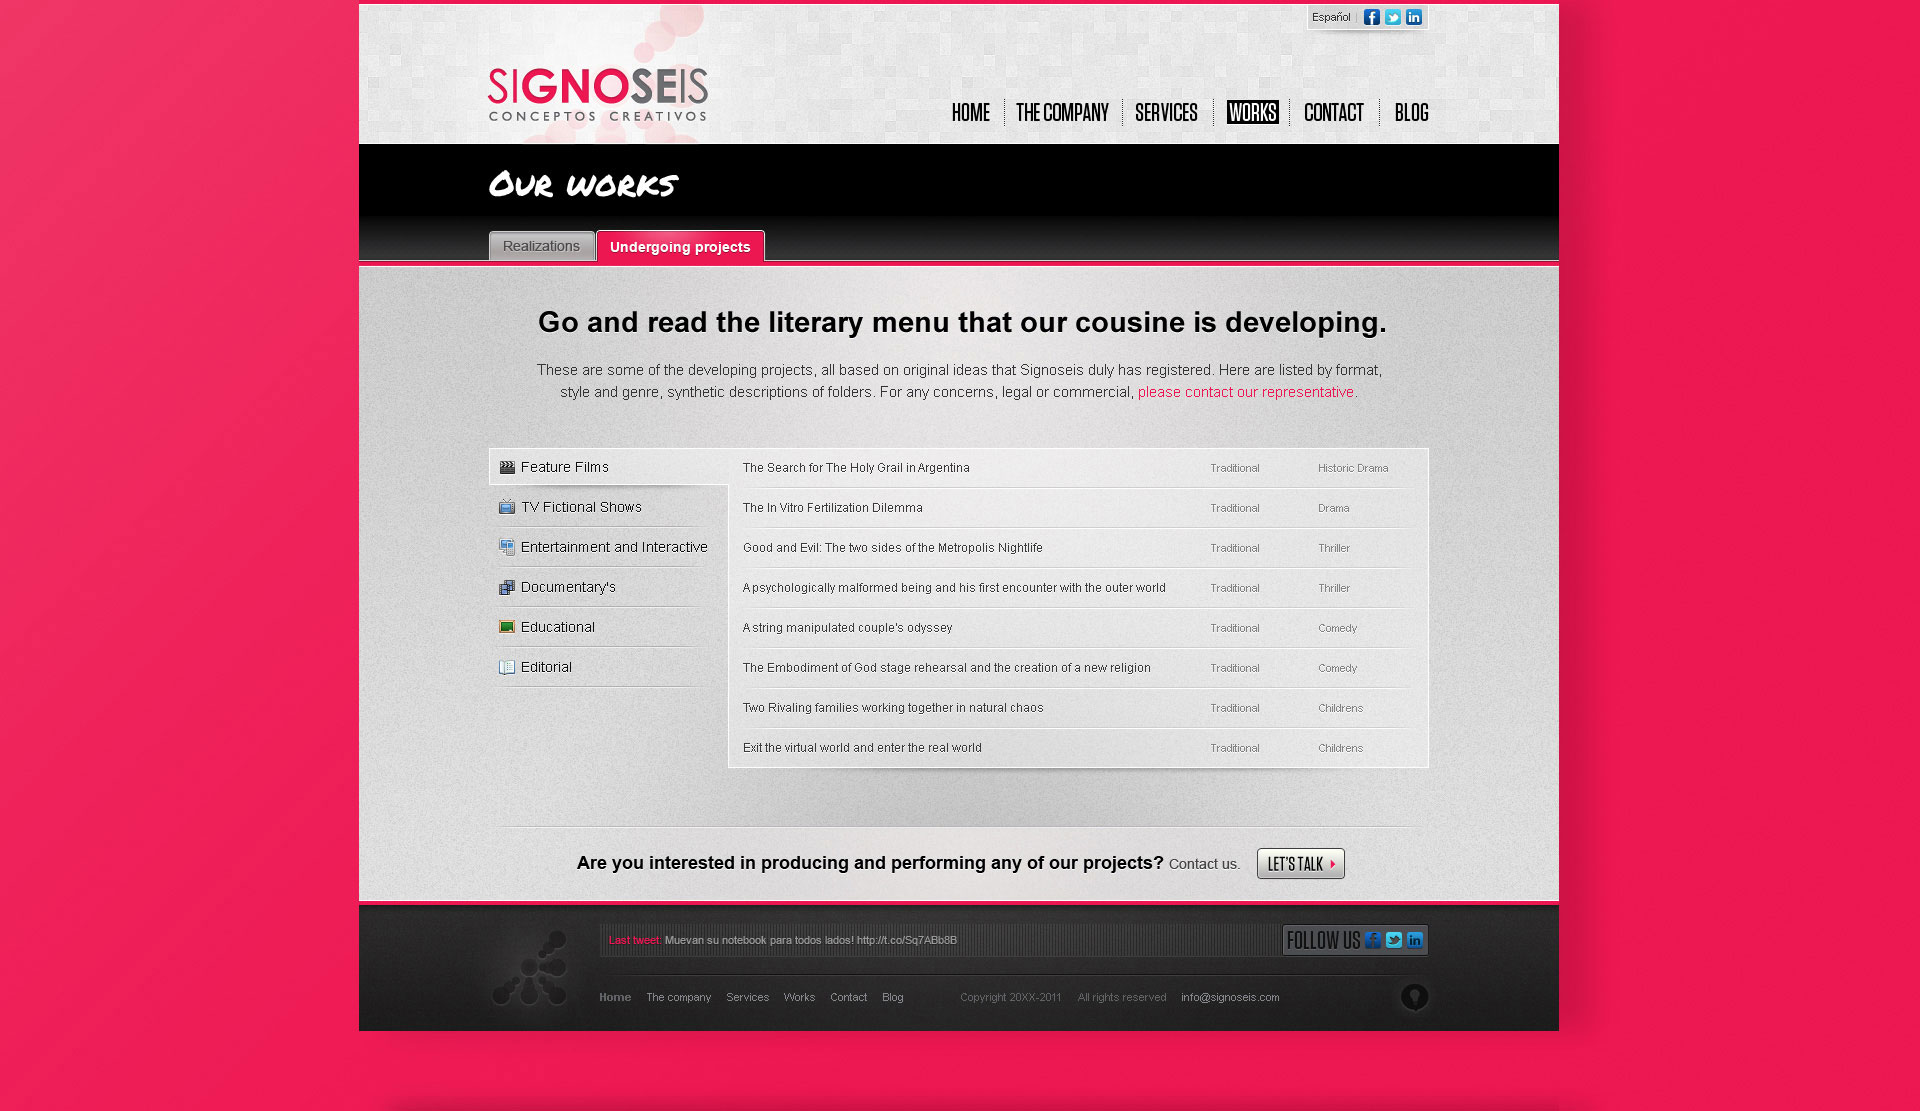 Español
SIGNOSEIS
CONCEPTOS CREATIVOS
HOME THE COMPANY SERVICES WORKS CONTACT BLOG
Our works
Realizations Undergoing projects
Go and read the literary menu that our cousine is developing.
These are some of the developing projects, all based on original ideas that Signoseis duly has registered. Here are listed by format,
style and genre, synthetic descriptions of folders. For any concerns, legal or commercial, please contact our representative.
Feature Films
TV Fictional Shows
Entertainment and Interactive
Documentary's
Educational
Editorial
The Search for The Holy Grail in Argentina Traditional Historic Drama
The In Vitro Fertilization Dilemma Traditional Drama
Good and Evil: The two sides of the Metropolis Nightlife Traditional Thriller
A psychologically malformed being and his first encounter with the outer world Traditional Thriller
A string manipulated couple's odyssey Traditional Comedy
The Embodiment of God stage rehearsal and the creation of a new religion Traditional Comedy
Two Rivaling families working together in natural chaos Traditional Childrens
Exit the virtual world and enter the real world Traditional Childrens
Are you interested in producing and performing any of our projects? Contact us. LET'S TALK
Last tweet: Muevan su notebook para todos lados! http://t.co/Sq7ABb8B
FOLLOW US
Home The company Services Works Contact Blog Copyright 20XX-2011 All rights reserved info@signoseis.com